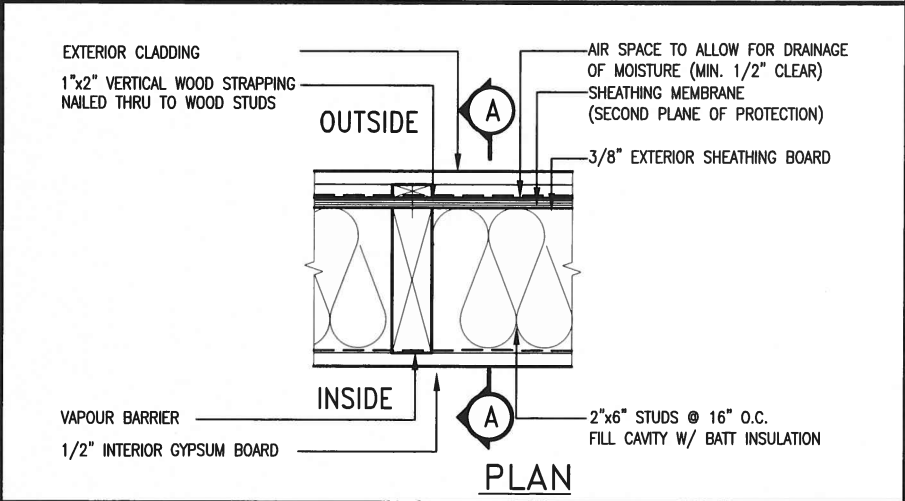 EXTERIOR CLADDING
1"x2" VERTICAL WOOD STRAPPING
NAILED THRU TO WOOD STUDS
OUTSIDE
A
AIR SPACE TO ALLOW FOR DRAINAGE
OF MOISTURE (MIN. 1/2" CLEAR)
SHEATHING MEMBRANE
(SECOND PLANE OF PROTECTION)
3/8" EXTERIOR SHEATHING BOARD
INSIDE
A
VAPOUR BARRIER
1/2" INTERIOR GYPSUM BOARD
2"x6" STUDS @ 16" O.C.
FILL CAVITY W/ BATT INSULATION
PLAN